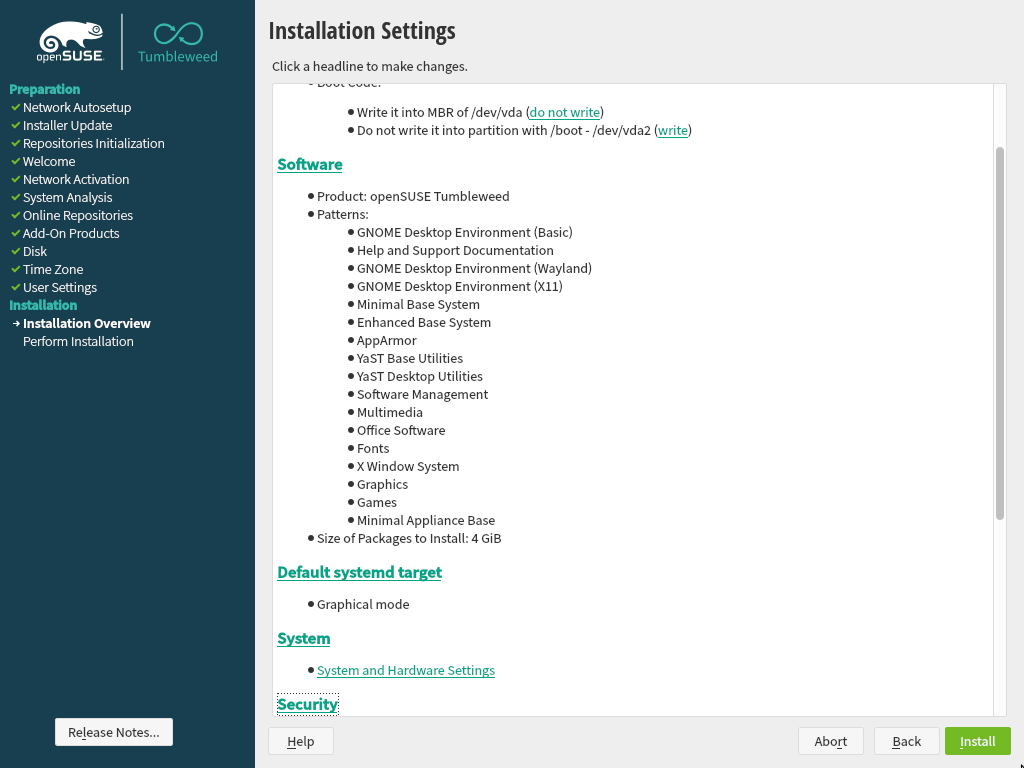 openSUSE
Tumbleweed
Preparation
Network Autosetup
Installer Update
Repositories Initialization
Welcome
Network Activation
System Analysis
Online Repositories
Add-On Products
Disk
Time Zone
User Settings
Installation
Installation Overview
Perform Installation
Release Notes...
Installation Settings
Click a headline to make changes.
Boot Code:
Write it into MBR of /dev/vda (do not write)
Do not write it into partition with /boot - /dev/vda2 (write)
Software
Product: openSUSE Tumbleweed
Patterns:
GNOME Desktop Environment (Basic)
Help and Support Documentation
GNOME Desktop Environment (Wayland)
GNOME Desktop Environment (X11)
Minimal Base System
Enhanced Base System
AppArmor
YaST Base Utilities
YaST Desktop Utilities
Software Management
Multimedia
Office Software
Fonts
X Window System
Graphics
Games
Minimal Appliance Base
Size of Packages to Install: 4 GiB
Default systemd target
Graphical mode
System
System and Hardware Settings
Security
Help
Abort
Back
Install